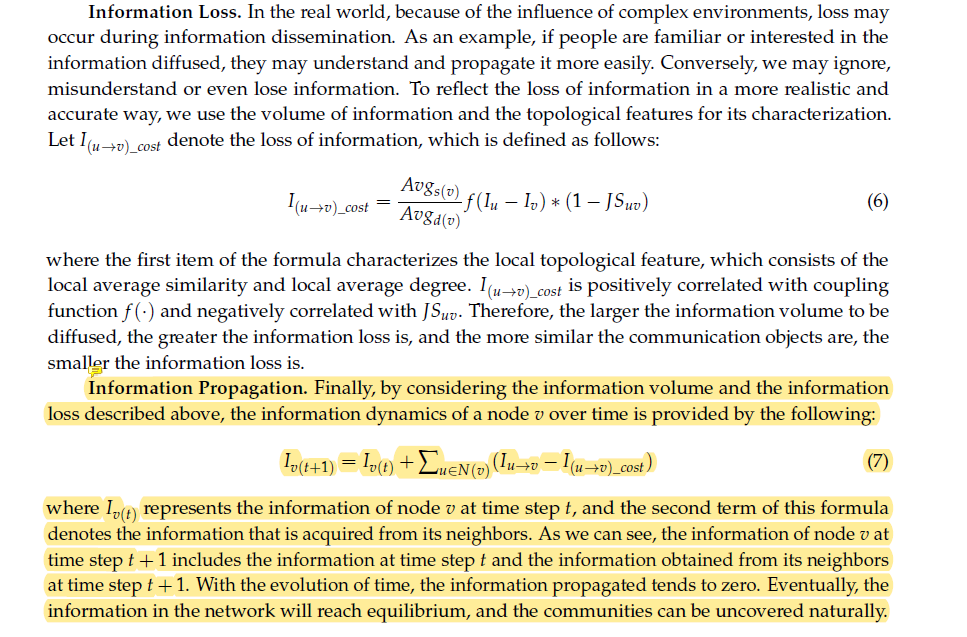 Information Loss. In the real world, because of the influence of complex environments, loss may
occur during information dissemination. As an example, if people are familiar or interested in the
information diffused, they may understand and propagate it more easily. Conversely, we may ignore,
misunderstand or even lose information. To reflect the loss of information in a more realistic and
accurate way, we use the volume of information and the topological features for its characterization.
Let I_{(u→v)_cost} denote the loss of information, which is defined as follows:
I_{(u→v)_cost} = \frac{Avg_{s(v)}}{Avg_{d(v)}} f(I_u − I_v) ∗ (1 − JS_{uv}) (6)
where the first item of the formula characterizes the local topological feature, which consists of the
local average similarity and local average degree. I_{(u→v)_cost} is positively correlated with coupling
function f(·) and negatively correlated with JS_{uv}. Therefore, the larger the information volume to be
diffused, the greater the information loss is, and the more similar the communication objects are, the
smaller the information loss is.
Information Propagation. Finally, by considering the information volume and the information
loss described above, the information dynamics of a node v over time is provided by the following:
I_{v(t+1)} = I_{v(t)} + ∑_{u∈N(v)} (I_{u→v} − I_{(u→v)_cost}) (7)
where I_{v(t)} represents the information of node v at time step t, and the second term of this formula
denotes the information that is acquired from its neighbors. As we can see, the information of node v at
time step t + 1 includes the information at time step t and the information obtained from its neighbors
at time step t + 1. With the evolution of time, the information propagated tends to zero. Eventually, the
information in the network will reach equilibrium, and the communities can be uncovered naturally.